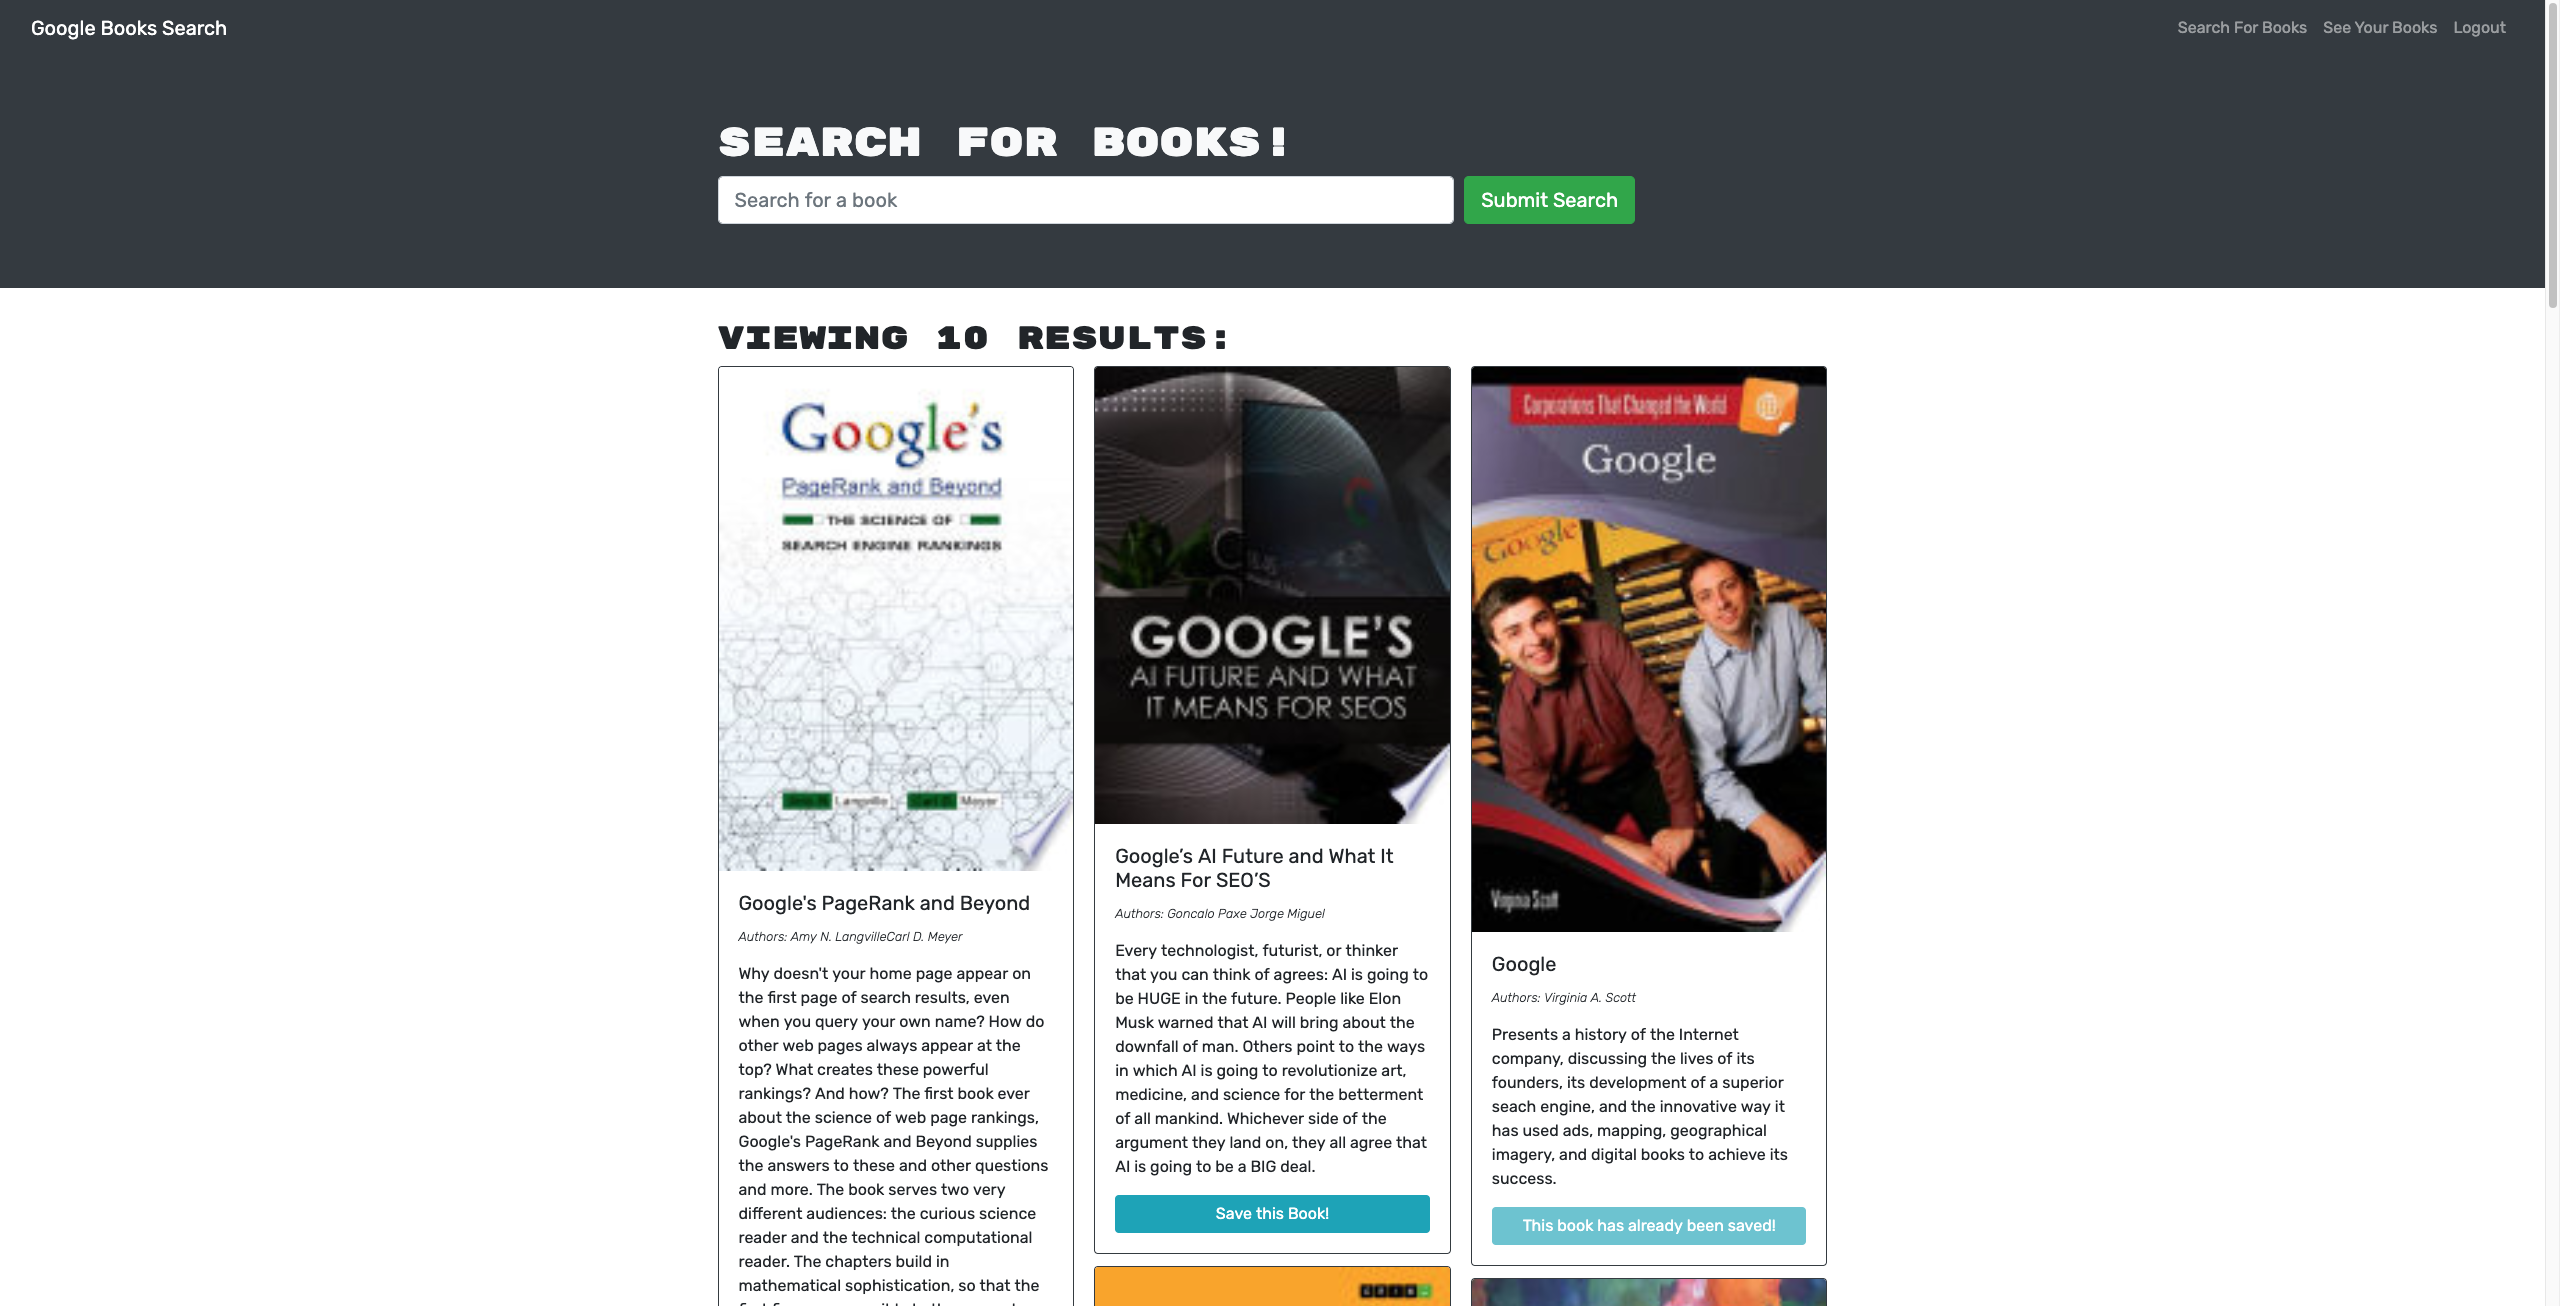 Google Books Search
Search For Books See Your Books Logout
SEARCH FOR BOOKS!
Search for a book
Submit Search
VIEWING 10 RESULTS:
Google's
PageRank and Beyond
THE SCIENCE OF
SEARCH ENGINE RANKINGS
Amy N. Langville Carl D. Meyer
Google's PageRank and Beyond
Authors: Amy N. LangvilleCarl D. Meyer
Why doesn't your home page appear on
the first page of search results, even
when you query your own name? How do
other web pages always appear at the
top? What creates these powerful
rankings? And how? The first book ever
about the science of web page rankings,
Google's PageRank and Beyond supplies
the answers to these and other questions
and more. The book serves two very
different audiences: the curious science
reader and the technical computational
reader. The chapters build in
mathematical sophistication, so that the
GOOGLE'S
AI FUTURE AND WHAT
IT MEANS FOR SEOS
Google’s AI Future and What It
Means For SEO’S
Authors: Goncalo Paxe Jorge Miguel
Every technologist, futurist, or thinker
that you can think of agrees: AI is going to
be HUGE in the future. People like Elon
Musk warned that AI will bring about the
downfall of man. Others point to the ways
in which AI is going to revolutionize art,
medicine, and science for the betterment
of all mankind. Whichever side of the
argument they land on, they all agree that
AI is going to be a BIG deal.
Save this Book!
GRIN
Corporations That Changed the World
Google
Google
Virginia Scott
Google
Authors: Virginia A. Scott
Presents a history of the Internet
company, discussing the lives of its
founders, its development of a superior
seach engine, and the innovative way it
has used ads, mapping, geographical
imagery, and digital books to achieve its
success.
This book has already been saved!